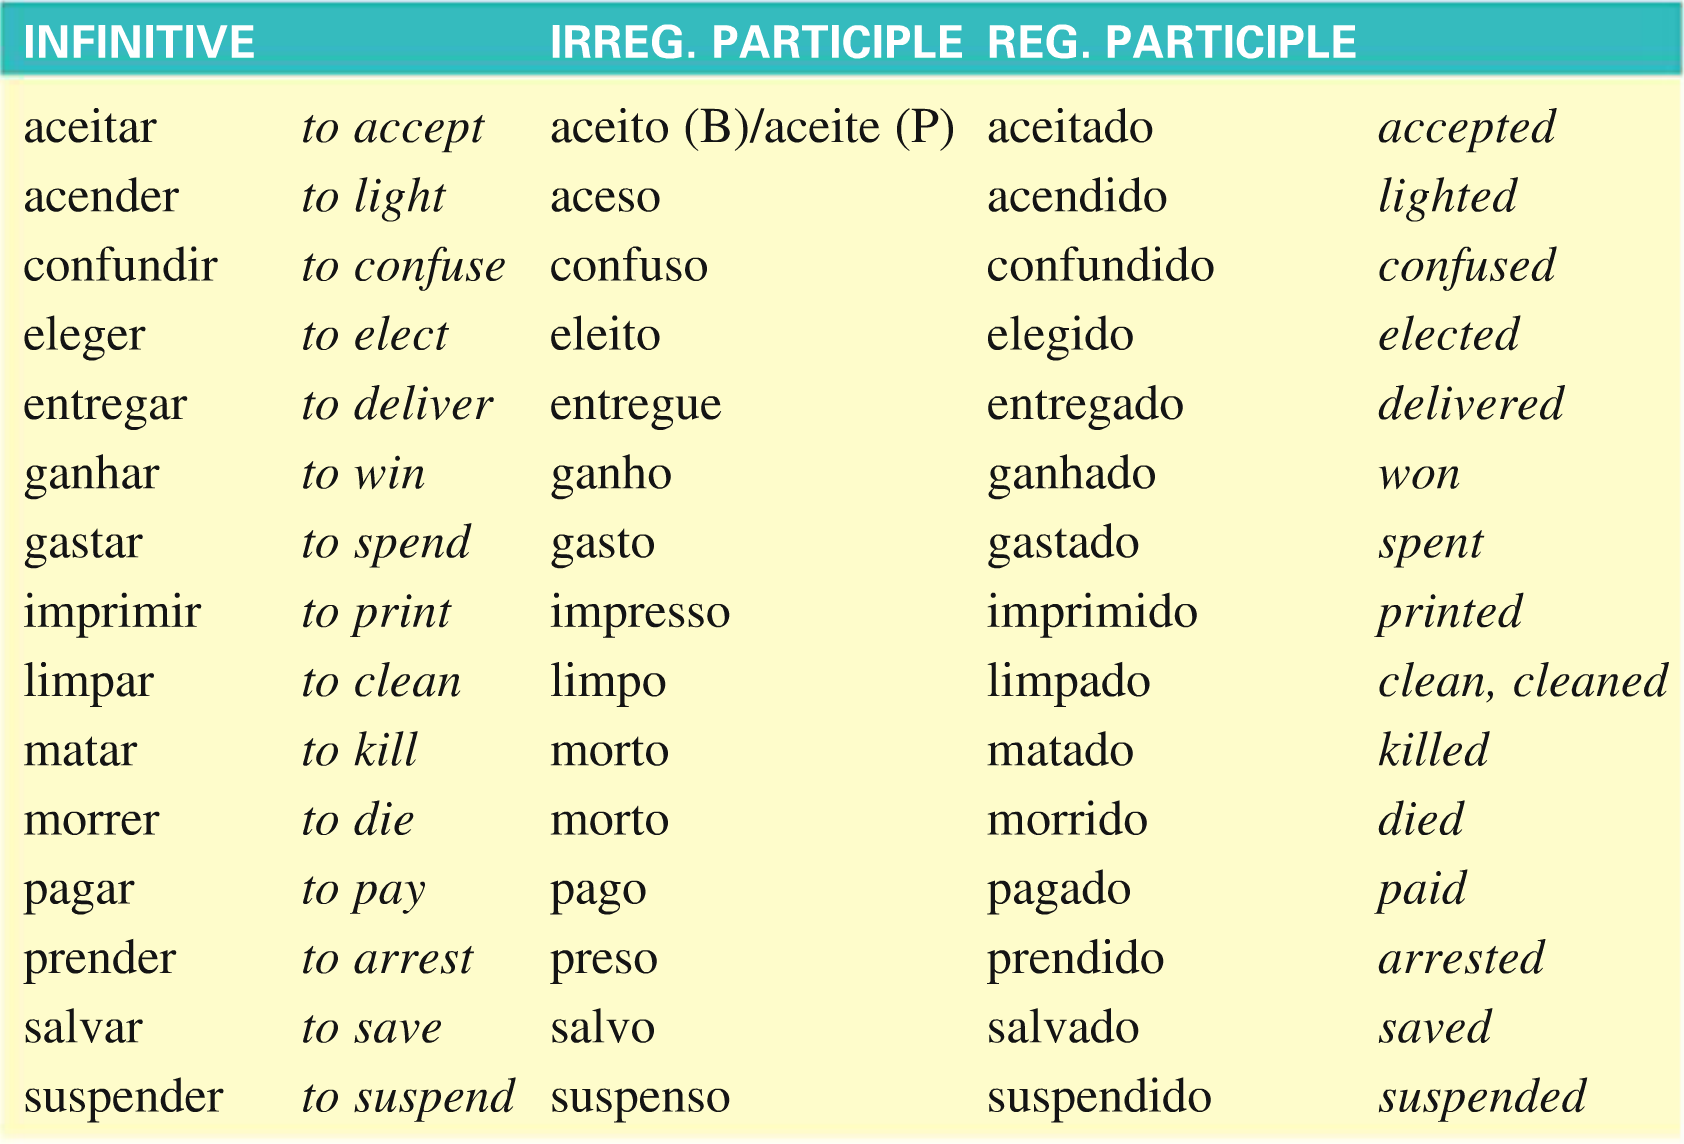 INFINITIVE IRREG. PARTICIPLE REG. PARTICIPLE
aceitar to accept aceito (B)/aceite (P) aceitado accepted
acender to light aceso acendido lighted
confundir to confuse confuso confundido confused
eleger to elect eleito elegido elected
entregar to deliver entregue entregado delivered
ganhar to win ganho ganhado won
gastar to spend gasto gastado spent
imprimir to print impresso imprimido printed
limpar to clean limpo limpado clean, cleaned
matar to kill morto matado killed
morrer to die morto morrido died
pagar to pay pago pagado paid
prender to arrest preso prendido arrested
salvar to save salvo salvado saved
suspender to suspend suspenso suspendido suspended